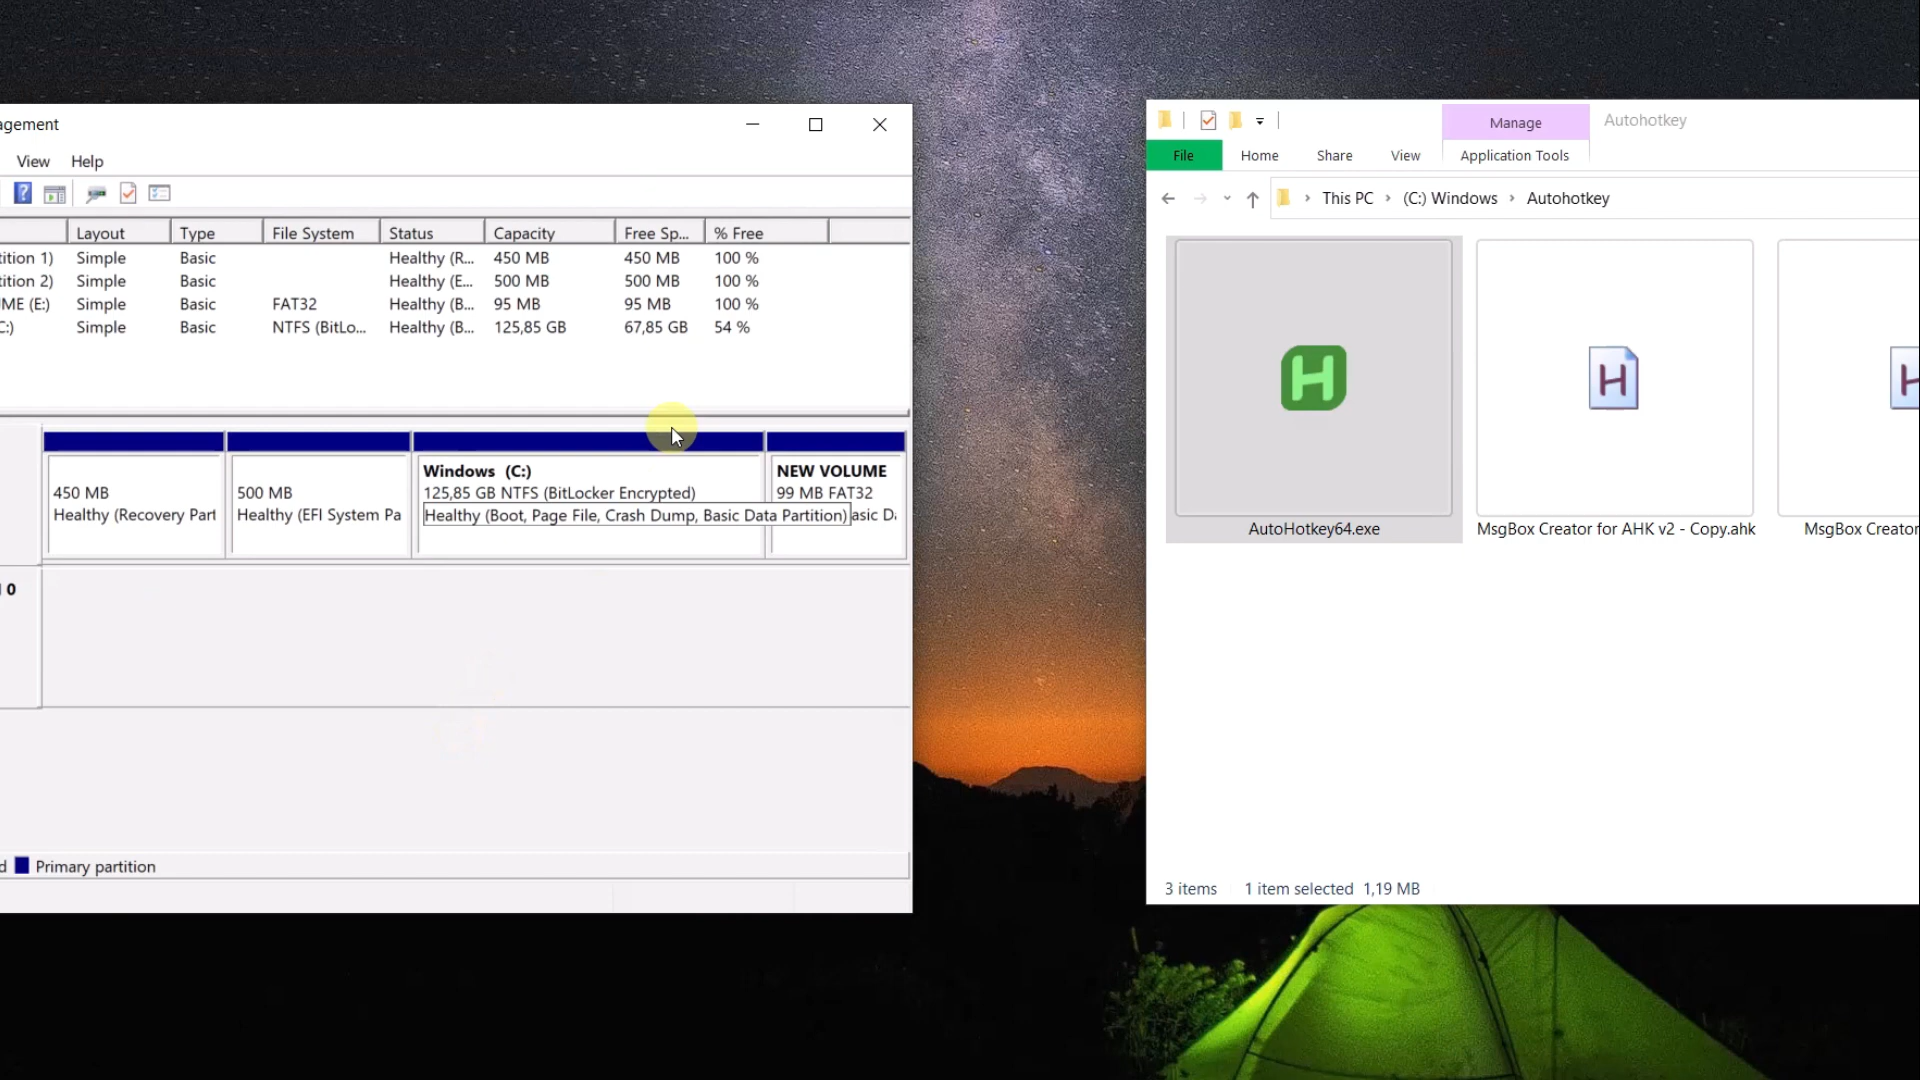 agement
View Help
Layout Type File System Status Capacity Free Sp... % Free
tition 1) Simple Basic Healthy (R... 450 MB 450 MB 100 %
tition 2) Simple Basic Healthy (E... 500 MB 500 MB 100 %
ME (E:) Simple Basic FAT32 Healthy (B... 95 MB 95 MB 100 %
C:) Simple Basic NTFS (BitLo... Healthy (B... 125,85 GB 67,85 GB 54 %
450 MB
Healthy (Recovery Part
500 MB
Healthy (EFI System Pa
Windows (C:)
125,85 GB NTFS (BitLocker Encrypted)
Healthy (Boot, Page File, Crash Dump, Basic Data Partition)
NEW VOLUME
99 MB FAT32
asic Da
0
d Primary partition
Manage Autohotkey
File Home Share View Application Tools
This PC (C:) Windows Autohotkey
H H H
AutoHotkey64.exe MsgBox Creator for AHK v2 - Copy.ahk MsgBox Creator
3 items 1 item selected 1,19 MB